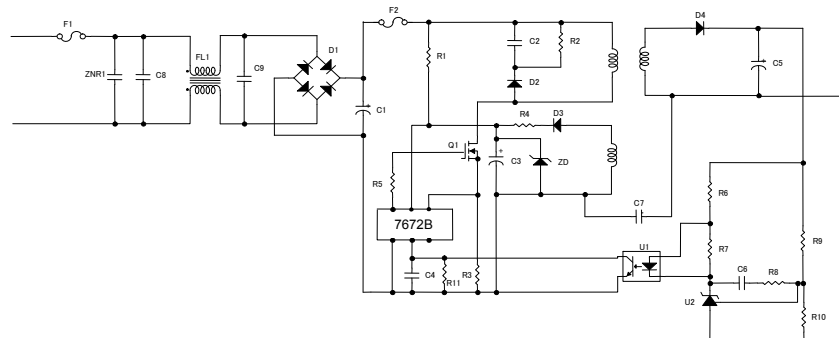 F1
F2
D4
FL1
D1
C2
R2
ZNR1
C8
C9
R1
C5
D2
C1
R4
D3
Q1
C3
ZD
R5
R6
C7
7672B
R7
R9
U1
C4
R11
R3
C6
R8
U2
R10